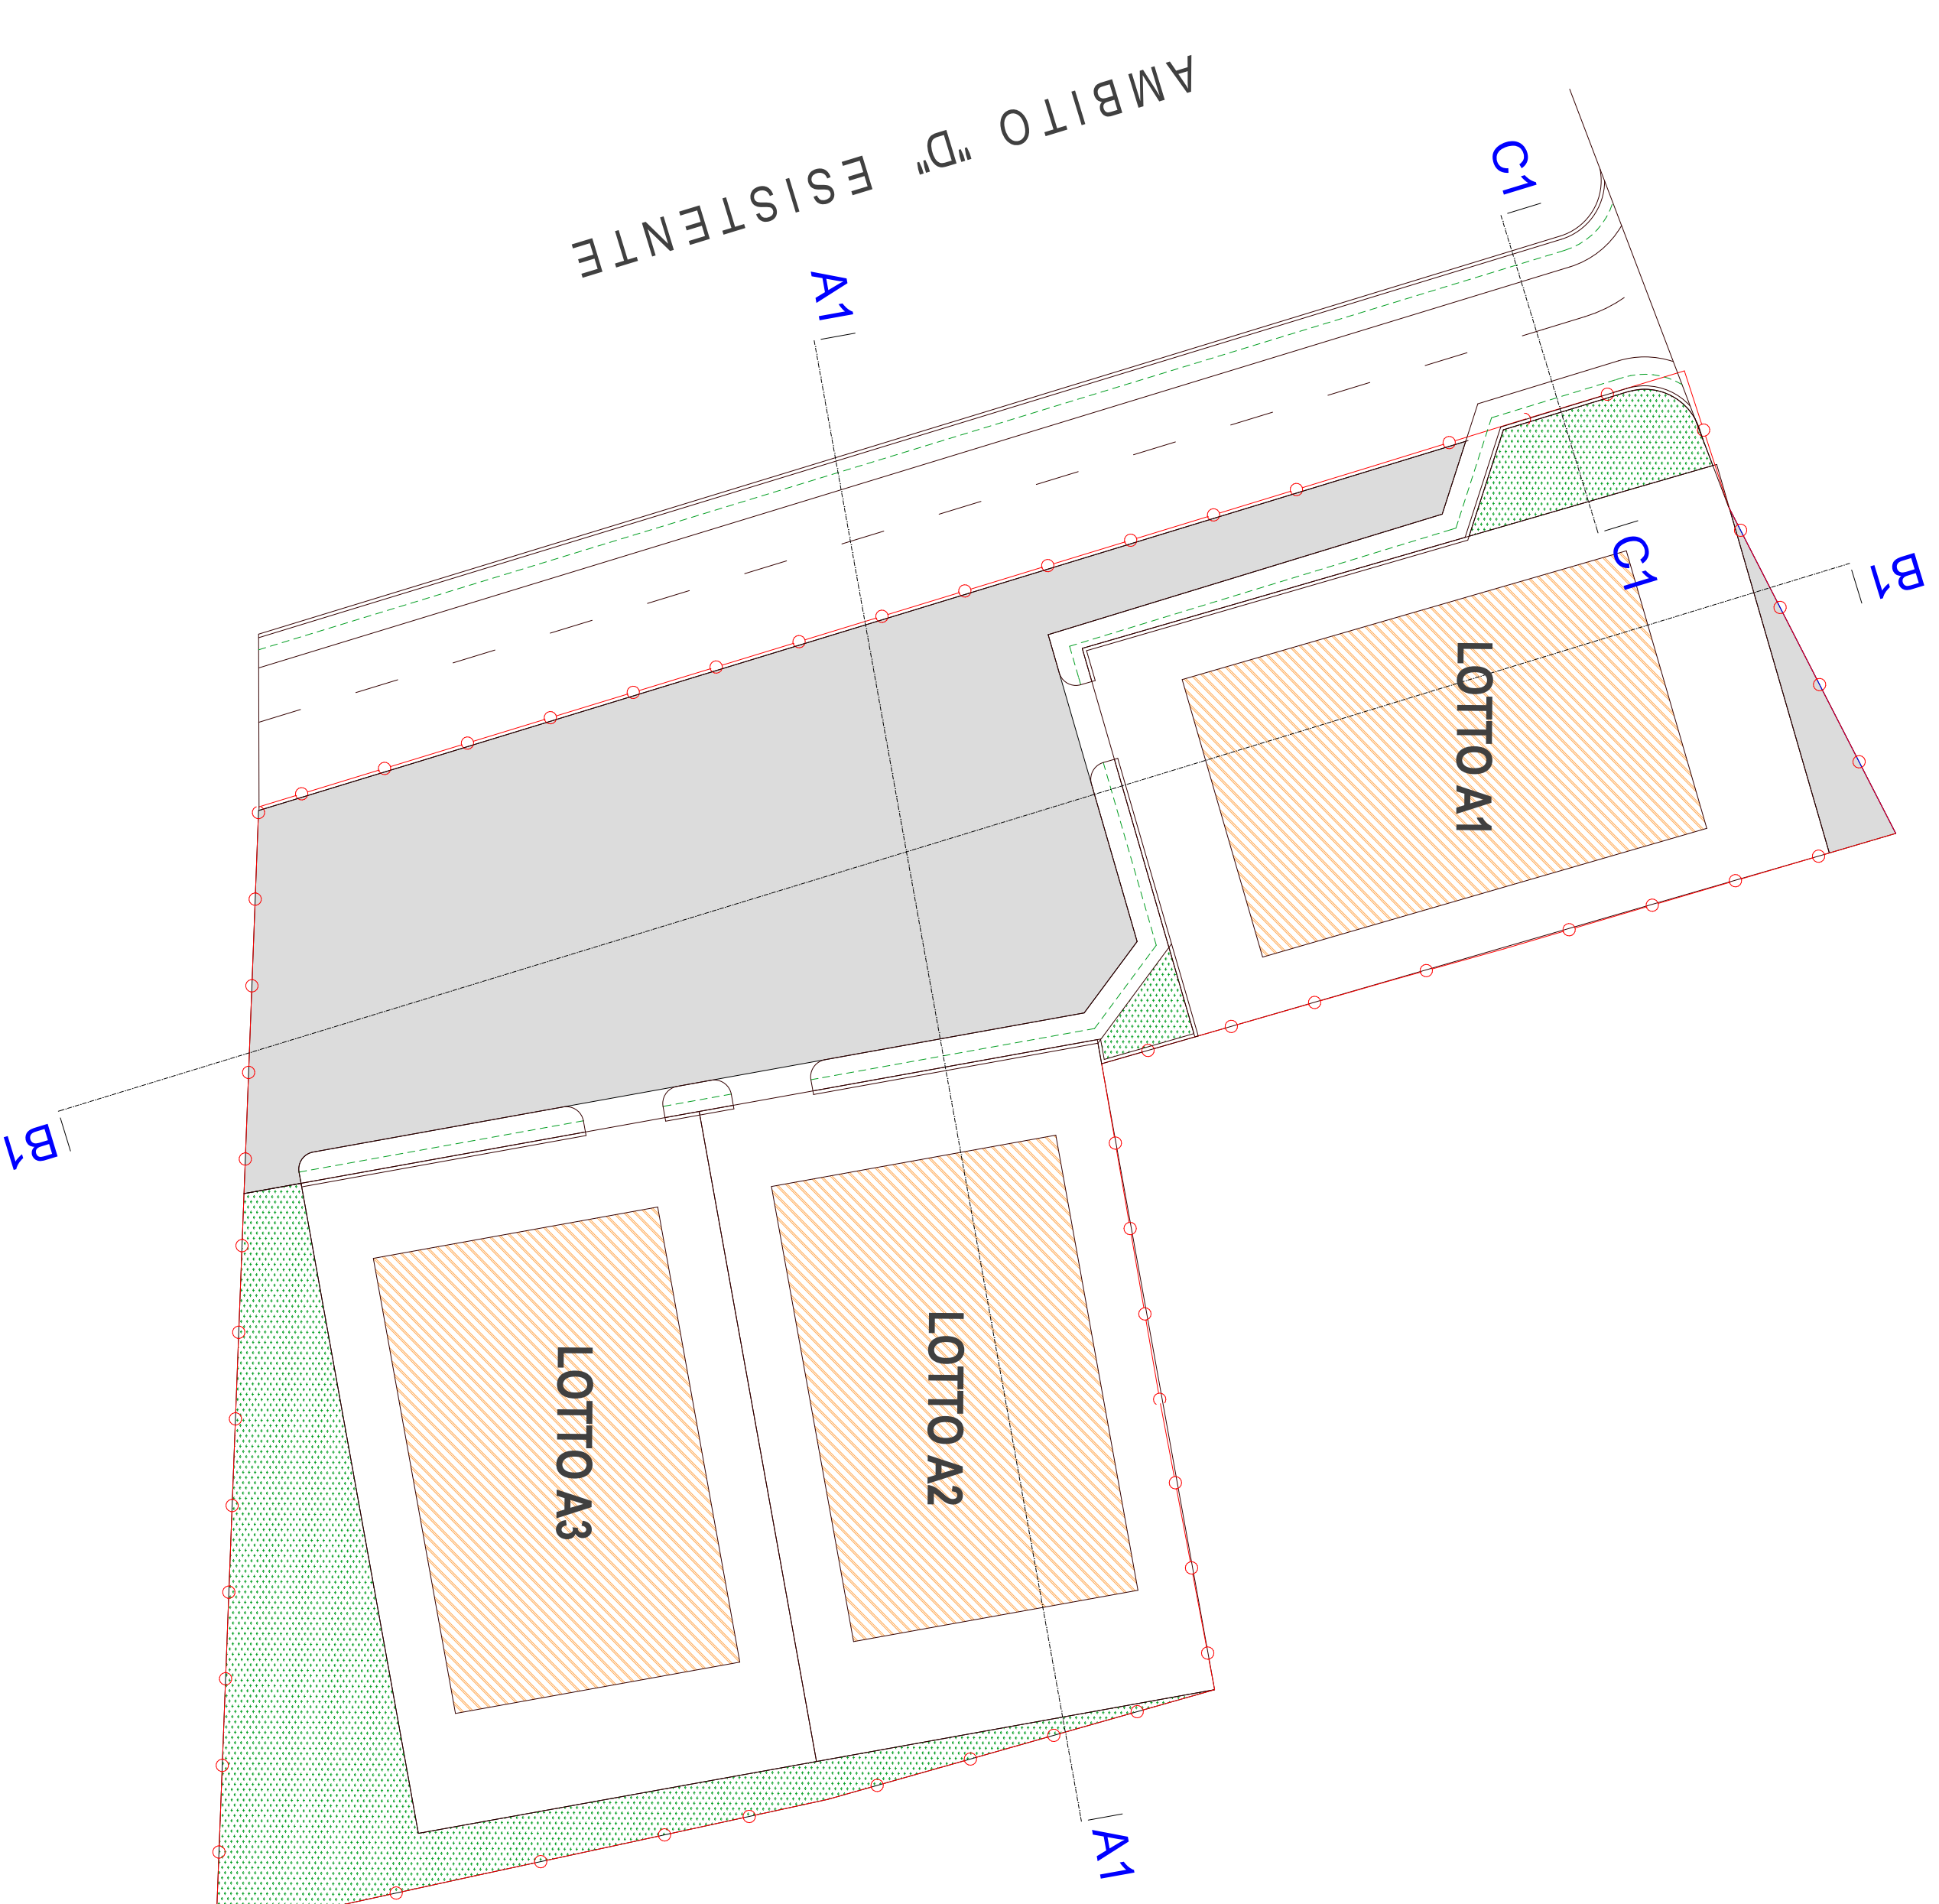 AMBITO "D" ESISTENTE
C1
A1
C1
B1
LOTTO A1
B1
LOTTO A2
LOTTO A3
A1